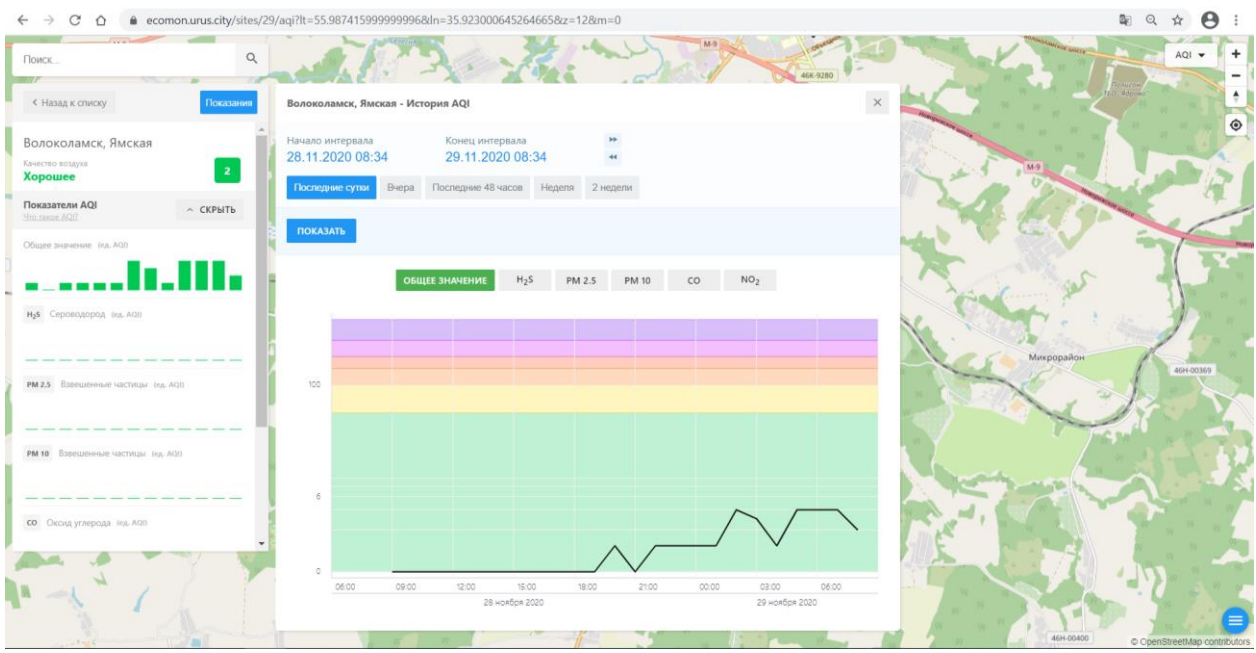 ecomon.urus.city/sites/29/aqi?lt=55.987415999999996&ln=35.923000645264665&z=12&m=0
Поиск...
М-9
46К-9280
AQI
Назад к списку
Показания
Волоколамск, Ямская
Качество воздуха
Хорошее
2
Показатели AQI
Что такое AQI?
СКРЫТЬ
Общее значение (ед. AQI)
H₂S Сероводород (ед. AQI)
PM 2.5 Взвешенные частицы (ед. AQI)
PM 10 Взвешенные частицы (ед. AQI)
CO Оксид углерода (ед. AQI)
Волоколамск, Ямская - История AQI
Начало интервала
Конец интервала
28.11.2020 08:34
29.11.2020 08:34
Последние сутки
Вчера
Последние 48 часов
Неделя
2 недели
ПОКАЗАТЬ
ОБЩЕЕ ЗНАЧЕНИЕ
H₂S
PM 2.5
PM 10
CO
NO₂
100
6
0
06:00 09:00 12:00 15:00 18:00 21:00 00:00 03:00 06:00
28 ноября 2020
29 ноября 2020
М-9
Микрорайон
46Н-00369
46Н-00400
© OpenStreetMap contributors